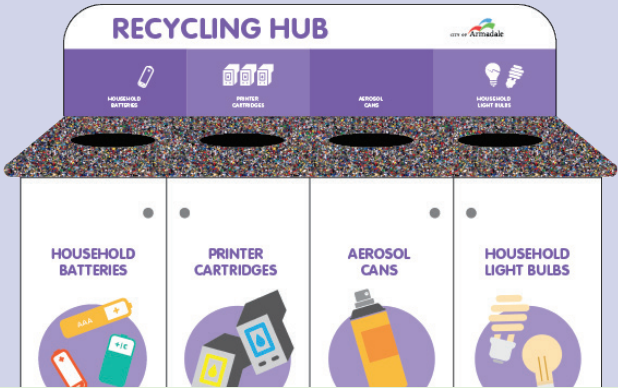 RECYCLING HUB
CITY OF Armadale
HOUSEHOLD
BATTERIES
PRINTER
CARTRIDGES
AEROSOL
CANS
HOUSEHOLD
LIGHT BULBS
HOUSEHOLD
BATTERIES
PRINTER
CARTRIDGES
AEROSOL
CANS
HOUSEHOLD
LIGHT BULBS
AAA